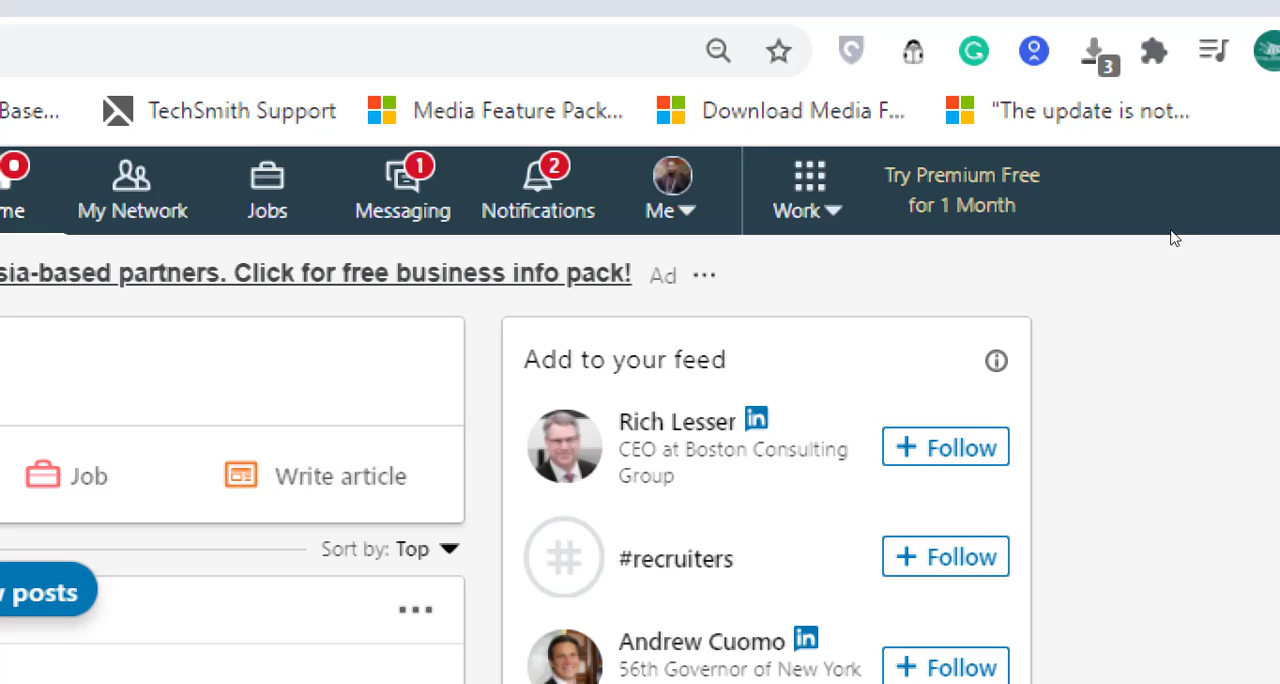 3
Base...
TechSmith Support
Media Feature Pack...
Download Media F...
"The update is not...
me
My Network
Jobs
1
Messaging
2
Notifications
Me
Work
Try Premium Free
for 1 Month
sia-based partners. Click for free business info pack!
Ad
Job
Write article
Sort by: Top
w posts
Add to your feed
Rich Lesser in
CEO at Boston Consulting
Group
+ Follow
#
#recruiters
+ Follow
Andrew Cuomo in
56th Governor of New York
+ Follow